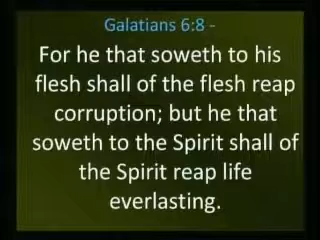 Galatians 6:8 -
For he that soweth to his
flesh shall of the flesh reap
corruption; but he that
soweth to the Spirit shall of
the Spirit reap life
everlasting.